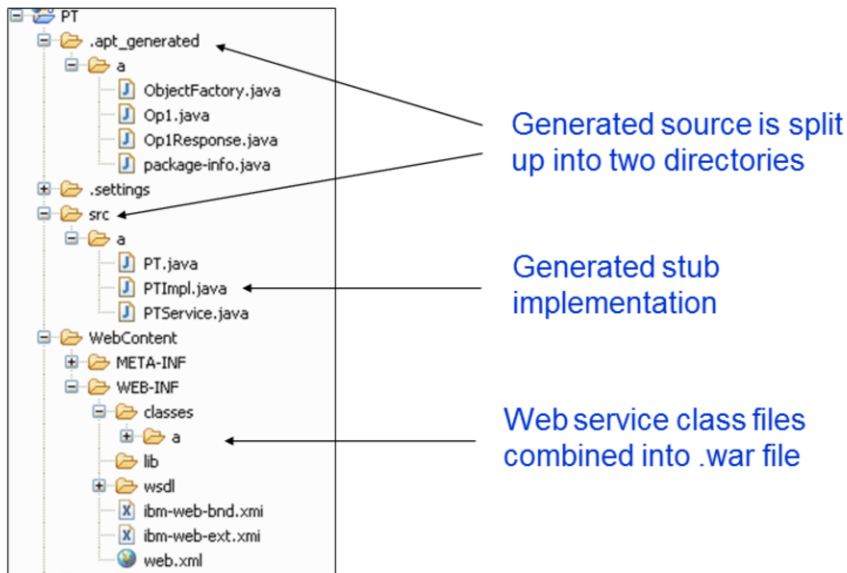 PT
.apt_generated
a
ObjectFactory.java
Op1.java
Op1Response.java
package-info.java
.settings
src
a
PT.java
PTImpl.java
PTService.java
WebContent
META-INF
WEB-INF
classes
a
lib
wsdl
ibm-web-bnd.xmi
ibm-web-ext.xmi
web.xml
Generated source is split
up into two directories
Generated stub
implementation
Web service class files
combined into .war file